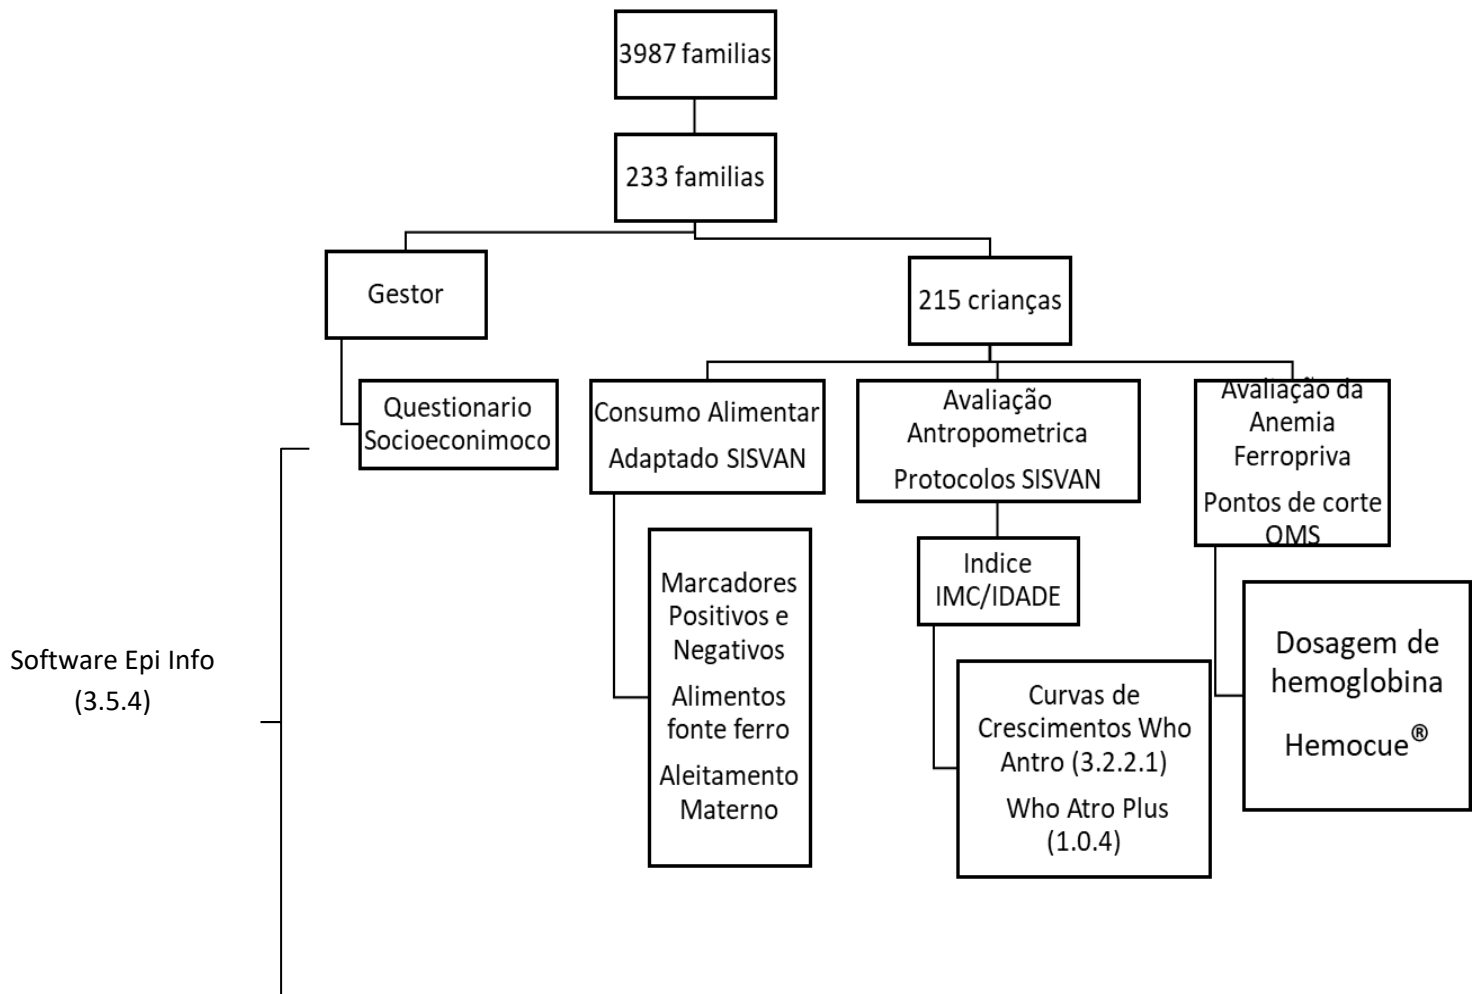 3987 familias
233 familias
Gestor
215 crianças
Questionario
Socioeconimoco
Consumo Alimentar
Adaptado SISVAN
Avaliação
Antropometrica
Protocolos SISVAN
Avaliação da
Anemia
Ferropriva
Pontos de corte
OMS
Marcadores
Positivos e
Negativos
Alimentos
fonte ferro
Aleitamento
Materno
Indice
IMC/IDADE
Curvas de
Crescimentos Who
Antro (3.2.2.1)
Who Atro Plus
(1.0.4)
Dosagem de
hemoglobina
Hemocue®
Software Epi Info
(3.5.4)